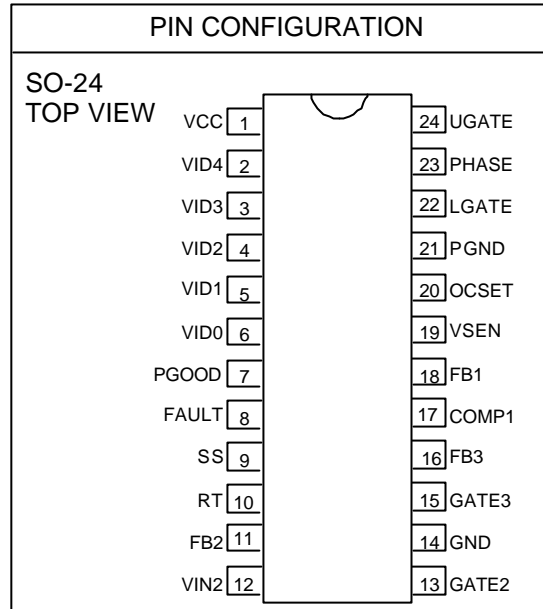 PIN CONFIGURATION
SO-24
TOP VIEW
VCC 1
VID4 2
VID3 3
VID2 4
VID1 5
VID0 6
PGOOD 7
FAULT 8
SS 9
RT 10
FB2 11
VIN2 12
24 UGATE
23 PHASE
22 LGATE
21 PGND
20 OCSET
19 VSEN
18 FB1
17 COMP1
16 FB3
15 GATE3
14 GND
13 GATE2